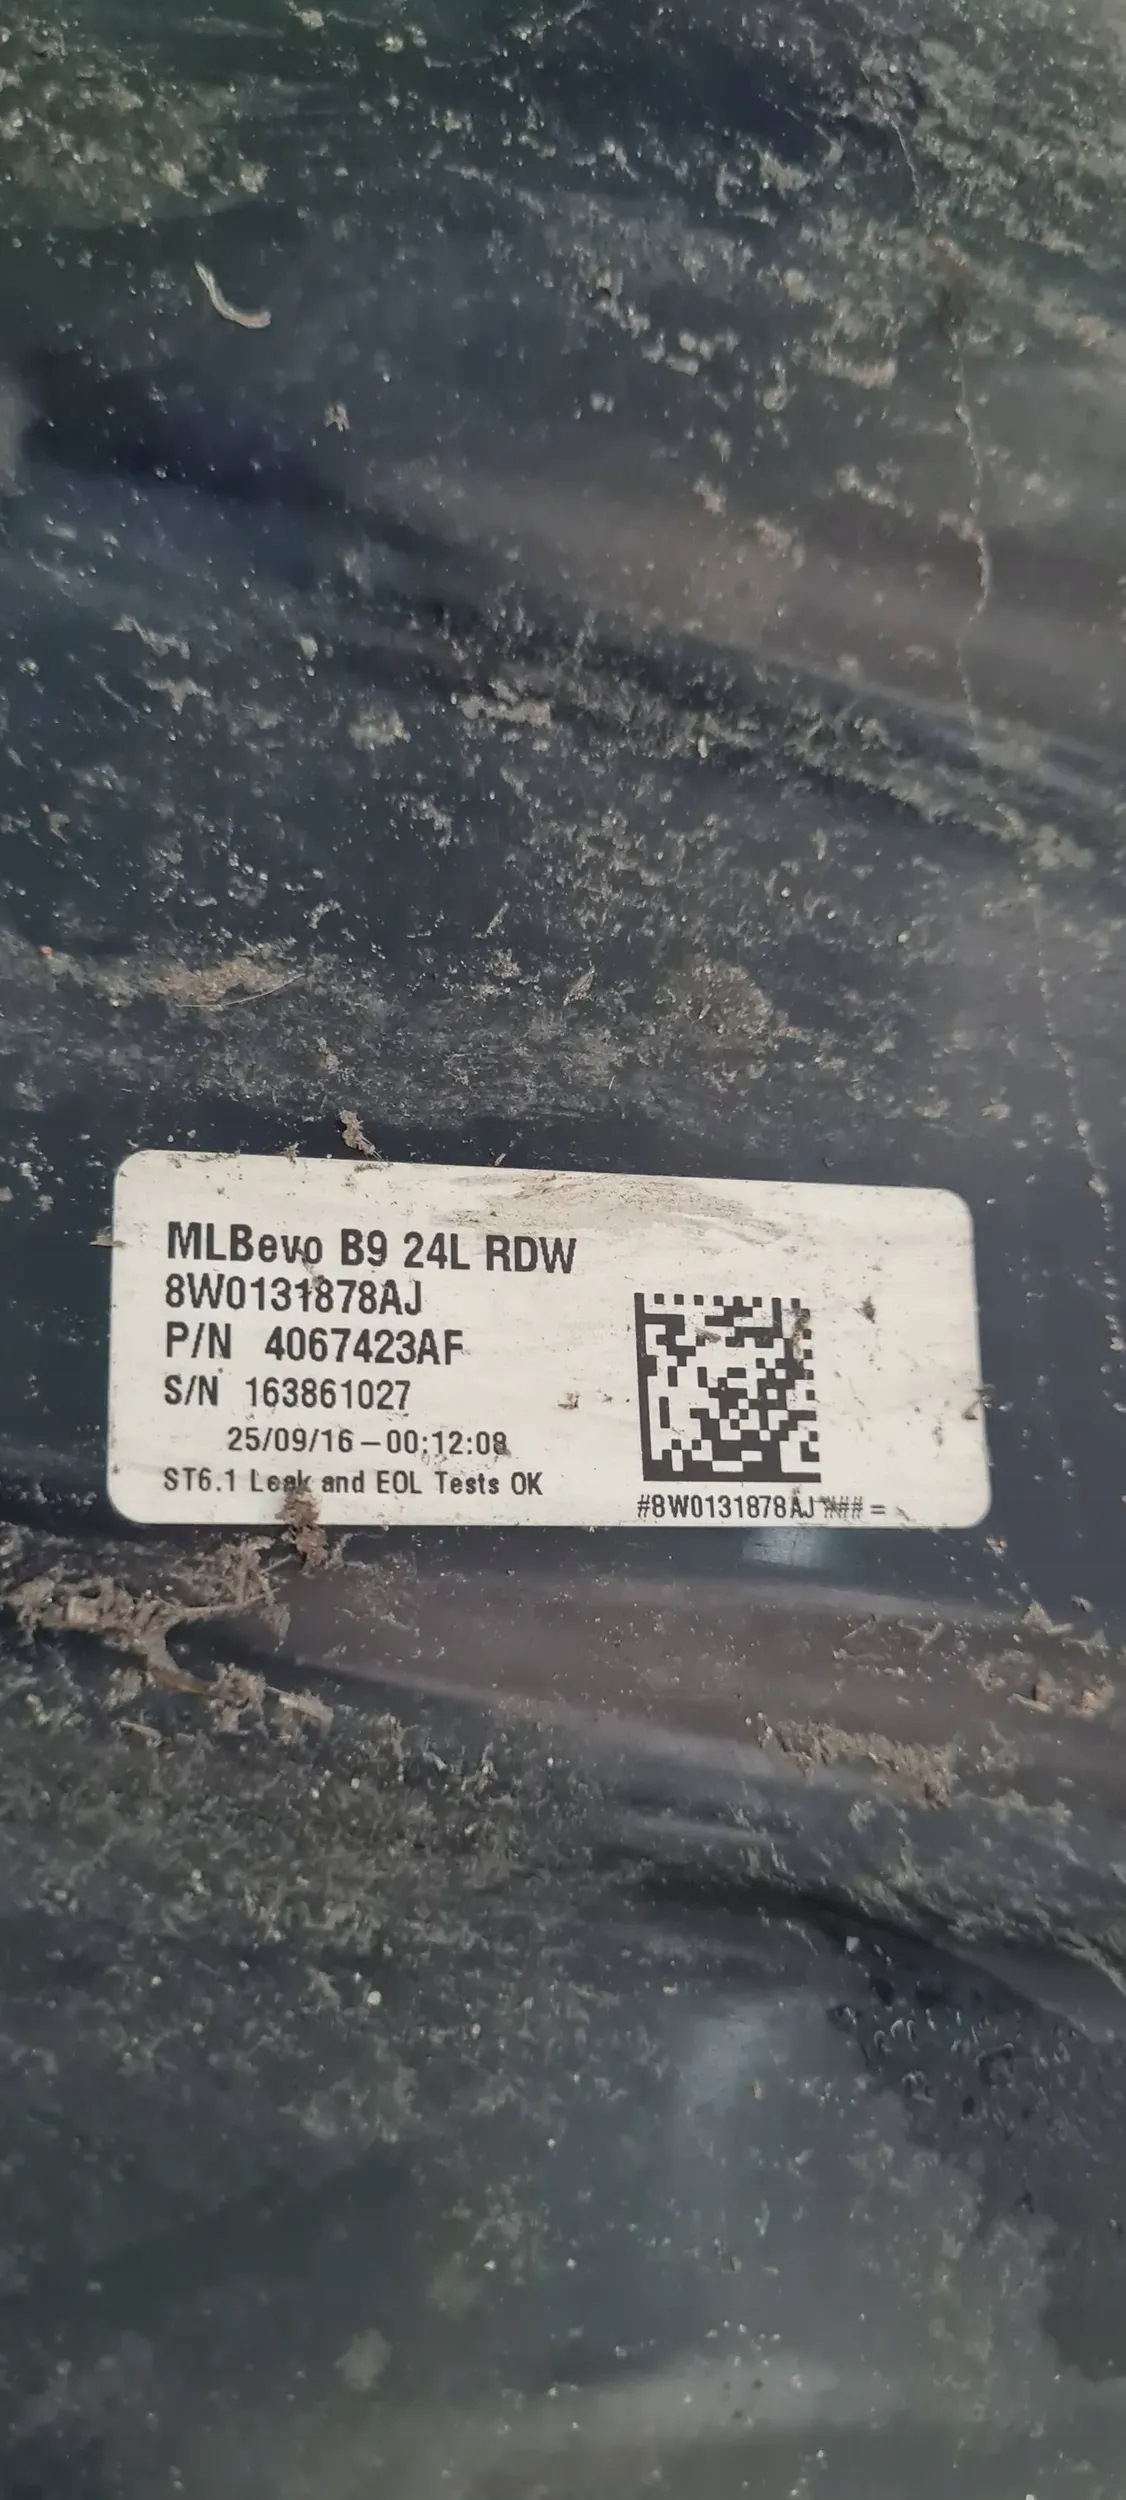 MLBevo B9 24L RDW
8W0131878AJ
P/N 4067423AF
S/N 163861027
25/09/16-00:12:08
ST6.1 Leak and EOL Tests OK
#8W0131878AJ ### =